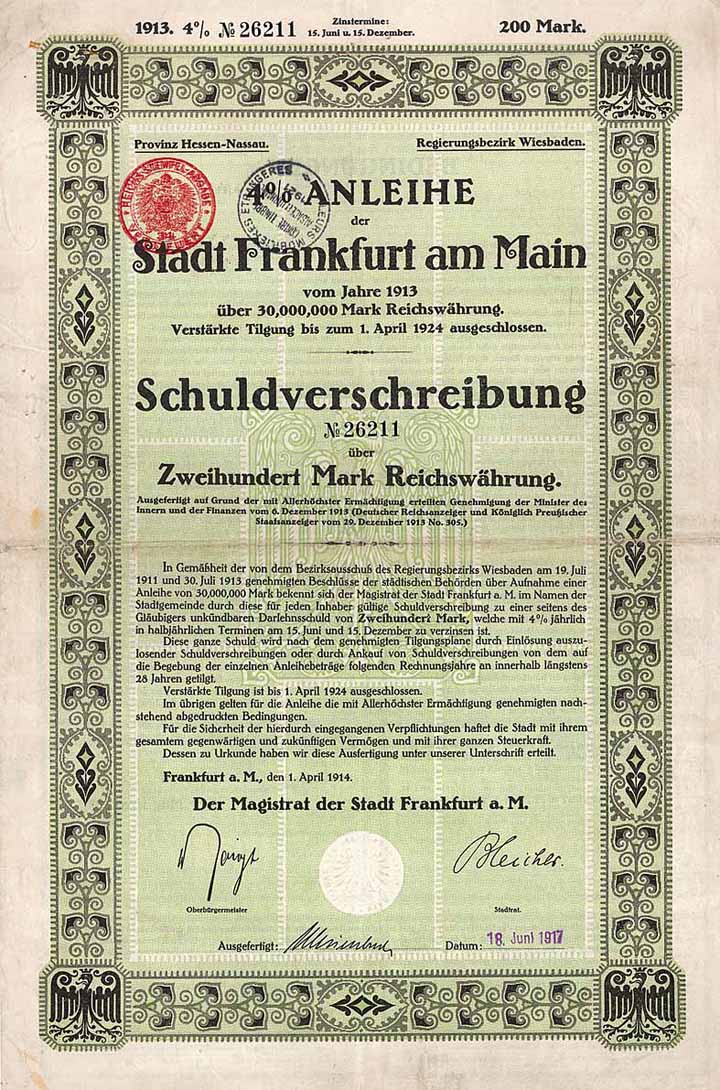 1913. 4% № 26211
Zinstermine:
15. Juni u. 15. Dezember.
200 Mark.
Provinz Hessen-Nassau.
Regierungsbezirk Wiesbaden.
4% ANLEIHE
der
Stadt Frankfurt am Main
vom Jahre 1913
über 30,000,000 Mark Reichswährung.
Verstärkte Tilgung bis zum 1. April 1924 ausgeschlossen.
Schuldverschreibung
№ 26211
über
Zweihundert Mark Reichswährung.
Ausgefertigt auf Grund der mit Allerhöchster Ermächtigung erteilten Genehmigung der Minister des
Innern und der Finanzen vom 6. Dezember 1913 (Deutscher Reichsanzeiger und Königlich Preußischer
Staatsanzeiger vom 29. Dezember 1913 No. 305.)
In Gemäßheit der von dem Bezirksausschuß des Regierungsbezirks Wiesbaden am 19. Juli
1911 und 30. Juli 1913 genehmigten Beschlüsse der städtischen Behörden über Aufnahme einer
Anleihe von 30,000,000 Mark bekennt sich der Magistrat der Stadt Frankfurt a. M. im Namen der
Stadtgemeinde durch diese für jeden Inhaber gültige Schuldverschreibung zu einer seitens des
Gläubigers unkündbaren Darlehnsschuld von Zweihundert Mark, welche mit 4% jährlich
in halbjährlichen Terminen am 15. Juni und 15. Dezember zu verzinsen ist.
Diese ganze Schuld wird nach dem genehmigten Tilgungsplane durch Einlösung auszu-
losender Schuldverschreibungen oder durch Ankauf von Schuldverschreibungen von dem auf
die Begebung der einzelnen Anleihebeträge folgenden Rechnungsjahre an innerhalb längstens
28 Jahren getilgt.
Verstärkte Tilgung ist bis 1. April 1924 ausgeschlossen.
Im übrigen gelten für die Anleihe die mit Allerhöchster Ermächtigung genehmigten nach-
stehend abgedruckten Bedingungen.
Für die Sicherheit der hierdurch eingegangenen Verpflichtungen haftet die Stadt mit ihrem
gesamtem gegenwärtigen und zukünftigen Vermögen und mit ihrer ganzen Steuerkraft.
Dessen zu Urkunde haben wir diese Ausfertigung unter unserer Unterschrift erteilt.
Frankfurt a. M., den 1. April 1914.
Der Magistrat der Stadt Frankfurt a. M.
Bleicher.
Oberbürgermeister
Stadtrat.
Ausgefertigt:
Datum: 18. Juni 1917